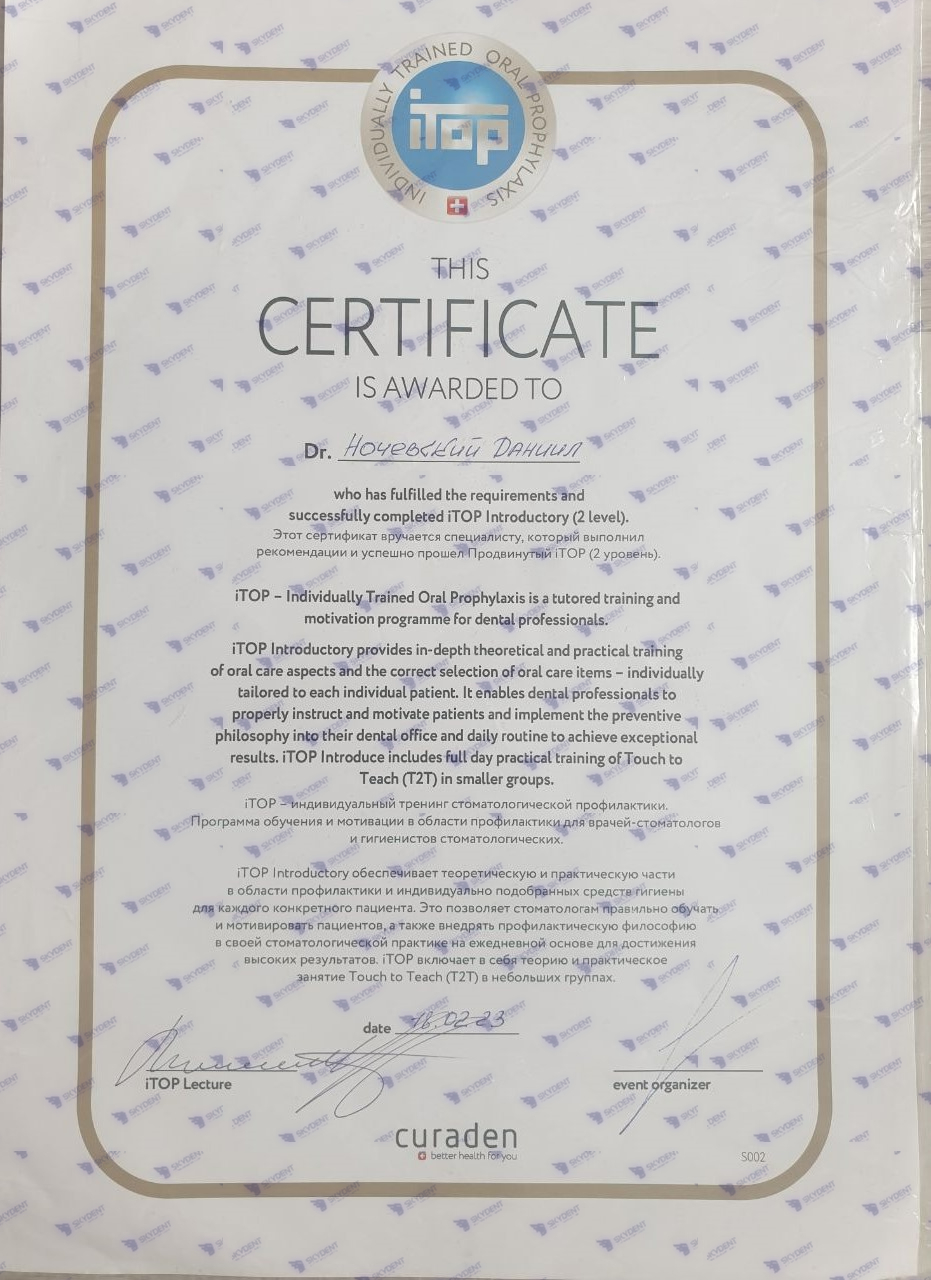 INDIVIDUALLY TRAINED ORAL PROPHYLAXIS
iTop
THIS
CERTIFICATE
IS AWARDED TO
Dr. Ночевский Даниил
who has fulfilled the requirements and
successfully completed iTOP Introductory (2 level).
Этот сертификат вручается специалисту, который выполнил
рекомендации и успешно прошел Продвинутый iTOP (2 уровень).
iTOP – Individually Trained Oral Prophylaxis is a tutored training and
motivation programme for dental professionals.
iTOP Introductory provides in-depth theoretical and practical training
of oral care aspects and the correct selection of oral care items – individually
tailored to each individual patient. It enables dental professionals to
properly instruct and motivate patients and implement the preventive
philosophy into their dental office and daily routine to achieve exceptional
results. iTOP Introduce includes full day practical training of Touch to
Teach (T2T) in smaller groups.
iTOP – индивидуальный тренинг стоматологической профилактики.
Программа обучения и мотивации в области профилактики для врачей-стоматологов
и гигиенистов стоматологических.
iTOP Introductory обеспечивает теоретическую и практическую части
в области профилактики и индивидуально подобранных средств гигиены
для каждого конкретного пациента. Это позволяет стоматологам правильно обучать
и мотивировать пациентов, а также внедрять профилактическую философию
в своей стоматологической практике на ежедневной основе для достижения
высоких результатов. iTOP включает в себя теорию и практическое
занятие Touch to Teach (T2T) в небольших группах.
date 18.02.23
iTOP Lecture
event organizer
curaden
better health for you
S002
SKYDENT